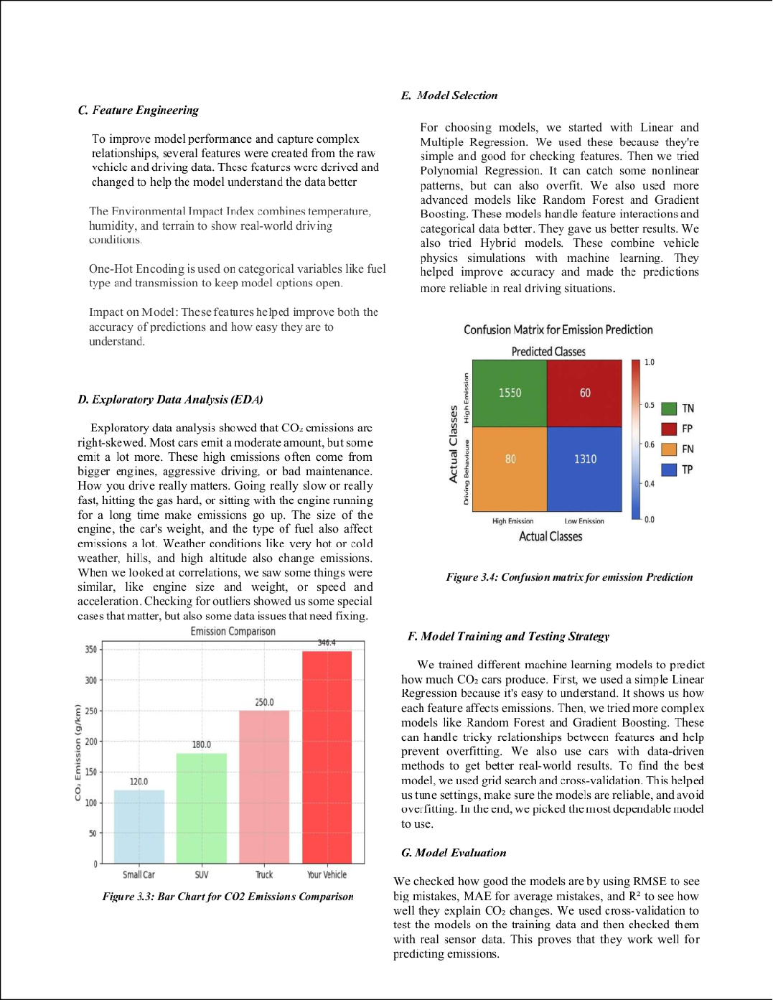 C. Feature Engineering
To improve model performance and capture complex
relationships, several features were created from the raw
vehicle and driving data. These features were derived and
changed to help the model understand the data better
The Environmental Impact Index combines temperature,
humidity, and terrain to show real-world driving
conditions.
One-Hot Encoding is used on categorical variables like fuel
type and transmission to keep model options open.
Impact on Model: These features helped improve both the
accuracy of predictions and how easy they are to
understand.
D. Exploratory Data Analysis (EDA)
Exploratory data analysis showed that CO₂ emissions are
right-skewed. Most cars emit a moderate amount, but some
emit a lot more. These high emissions often come from
bigger engines, aggressive driving, or bad maintenance.
How you drive really matters. Going really slow or really
fast, hitting the gas hard, or sitting with the engine running
for a long time make emissions go up. The size of the
engine, the car's weight, and the type of fuel also affect
emissions a lot. Weather conditions like very hot or cold
weather, hills, and high altitude also change emissions.
When we looked at correlations, we saw some things were
similar, like engine size and weight, or speed and
acceleration. Checking for outliers showed us some special
cases that matter, but also some data issues that need fixing.
Emission Comparison
CO₂ Emission (g/km)
350
300
250
200
150
100
50
0
120.0
180.0
250.0
346.4
Small Car
SUV
Truck
Your Vehicle
Figure 3.3: Bar Chart for CO2 Emissions Comparison
E. Model Selection
For choosing models, we started with Linear and
Multiple Regression. We used these because they're
simple and good for checking features. Then we tried
Polynomial Regression. It can catch some nonlinear
patterns, but can also overfit. We also used more
advanced models like Random Forest and Gradient
Boosting. These models handle feature interactions and
categorical data better. They gave us better results. We
also tried Hybrid models. These combine vehicle
physics simulations with machine learning. They
helped improve accuracy and made the predictions
more reliable in real driving situations.
Confusion Matrix for Emission Prediction
Predicted Classes
Actual Classes
High Emission
Driving Behavioure
1550
60
80
1310
High Emission
Low Emission
Actual Classes
1.0
0.5
0.6
0.4
0.0
TN
FP
FN
TP
Figure 3.4: Confusion matrix for emission Prediction
F. Model Training and Testing Strategy
We trained different machine learning models to predict
how much CO₂ cars produce. First, we used a simple Linear
Regression because it's easy to understand. It shows us how
each feature affects emissions. Then, we tried more complex
models like Random Forest and Gradient Boosting. These
can handle tricky relationships between features and help
prevent overfitting. We also use cars with data-driven
methods to get better real-world results. To find the best
model, we used grid search and cross-validation. This helped
us tune settings, make sure the models are reliable, and avoid
overfitting. In the end, we picked the most dependable model
to use.
G. Model Evaluation
We checked how good the models are by using RMSE to see
big mistakes, MAE for average mistakes, and R² to see how
well they explain CO₂ changes. We used cross-validation to
test the models on the training data and then checked them
with real sensor data. This proves that they work well for
predicting emissions.